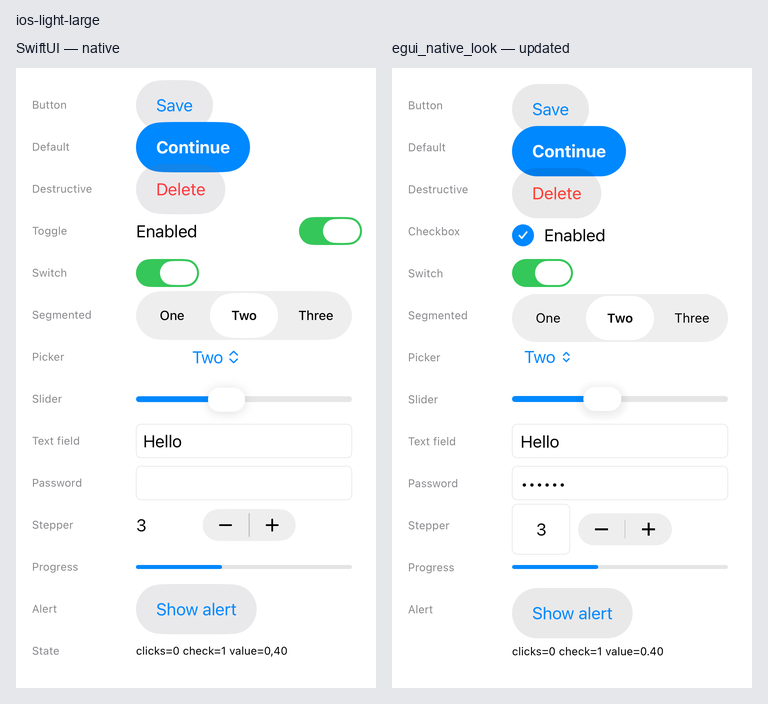 ios-light-large
SwiftUI — native
Button Save
Default Continue
Destructive Delete
Toggle Enabled
Switch
Segmented One Two Three
Picker Two
Slider
Text field Hello
Password
Stepper 3 − +
Progress
Alert Show alert
State clicks=0 check=1 value=0,40
egui_native_look — updated
Button Save
Default Continue
Destructive Delete
Checkbox Enabled
Switch
Segmented One Two Three
Picker Two
Slider
Text field Hello
Password ••••••
Stepper 3 − +
Progress
Alert Show alert
clicks=0 check=1 value=0.40